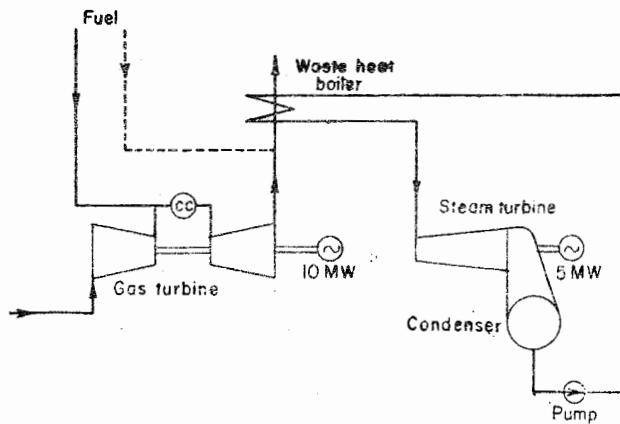 Fuel
Waste heat
boiler
CC
Steam turbine
10 MW
Gas turbine
5 MW
Condenser
Pump